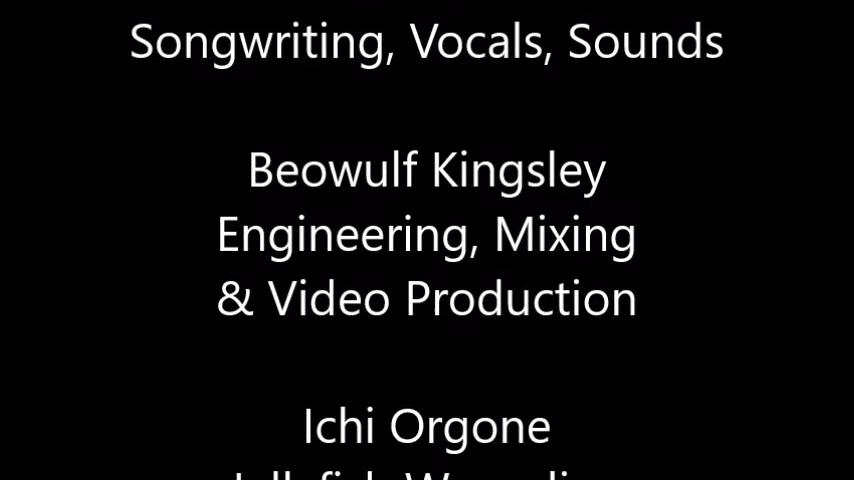 Songwriting, Vocals, Sounds
Beowulf Kingsley
Engineering, Mixing
& Video Production
Ichi Orgone